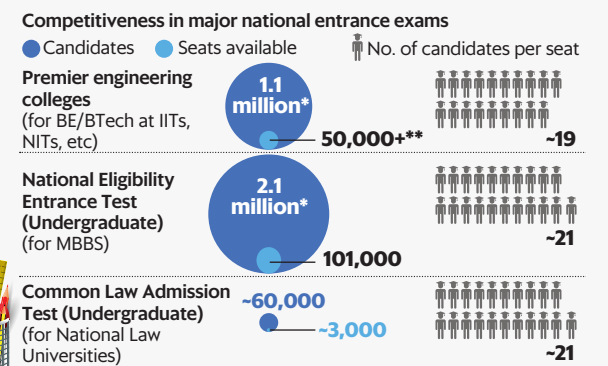 Competitiveness in major national entrance exams
Candidates Seats available No. of candidates per seat
Premier engineering
colleges
(for BE/BTech at IITs,
NITs, etc)
1.1
million*
50,000+**
~19
National Eligibility
Entrance Test
(Undergraduate)
(for MBBS)
2.1
million*
101,000
~21
Common Law Admission
Test (Undergraduate)
(for National Law
Universities)
~60,000
~3,000
~21